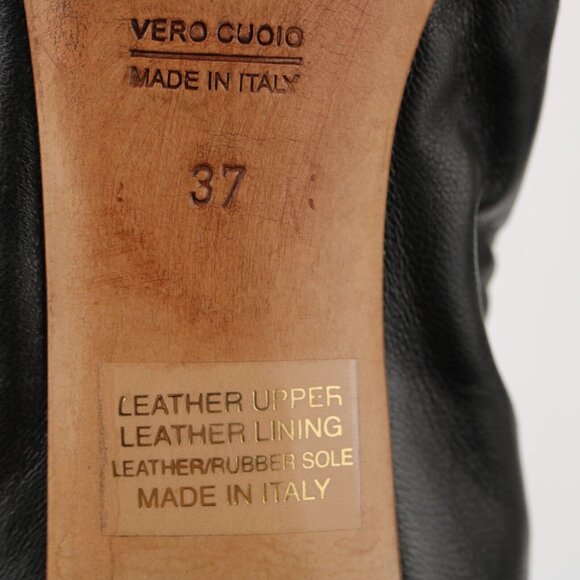 VERO CUOIO
MADE IN ITALY
37
LEATHER UPPER
LEATHER LINING
LEATHER/RUBBER SOLE
MADE IN ITALY